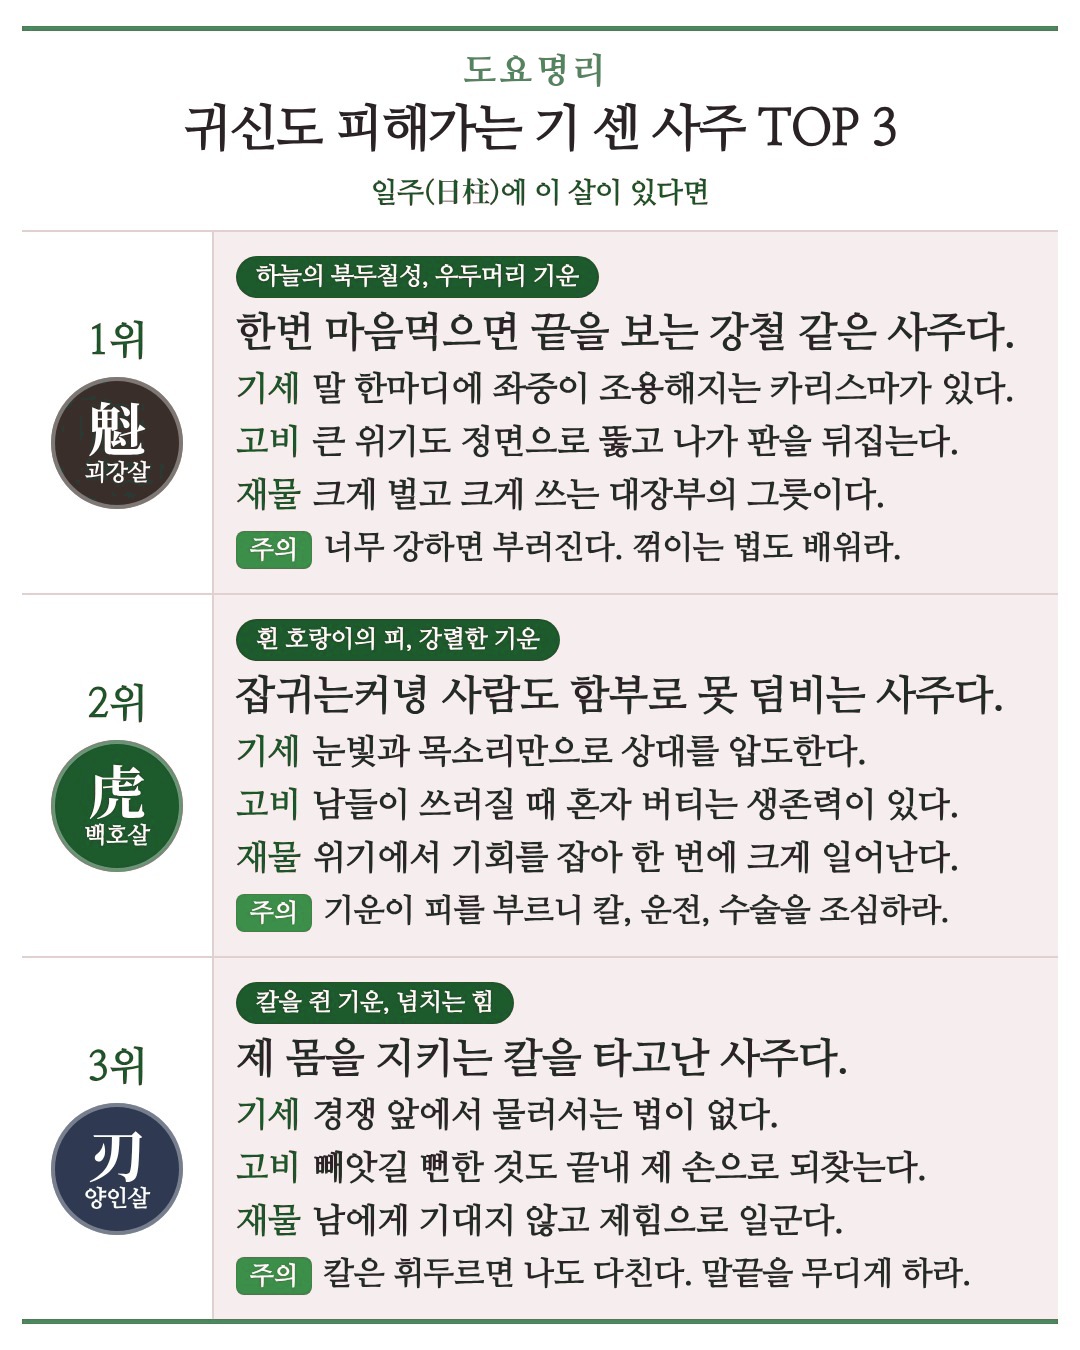 도요명리
귀신도 피해가는 기 센 사주 TOP 3
일주(日柱)에 이 살이 있다면
1위
魁
괴강살
하늘의 북두칠성, 우두머리 기운
한번 마음먹으면 끝을 보는 강철 같은 사주다.
기세 말 한마디에 좌중이 조용해지는 카리스마가 있다.
고비 큰 위기도 정면으로 뚫고 나가 판을 뒤집는다.
재물 크게 벌고 크게 쓰는 대장부의 그릇이다.
주의 너무 강하면 부러진다. 꺾이는 법도 배워라.
2위
虎
백호살
흰 호랑이의 피, 강렬한 기운
잡귀는커녕 사람도 함부로 못 덤비는 사주다.
기세 눈빛과 목소리만으로 상대를 압도한다.
고비 남들이 쓰러질 때 혼자 버티는 생존력이 있다.
재물 위기에서 기회를 잡아 한 번에 크게 일어난다.
주의 기운이 피를 부르니 칼, 운전, 수술을 조심하라.
3위
刃
양인살
칼을 쥔 기운, 넘치는 힘
제 몸을 지키는 칼을 타고난 사주다.
기세 경쟁 앞에서 물러서는 법이 없다.
고비 빼앗길 뻔한 것도 끝내 제 손으로 되찾는다.
재물 남에게 기대지 않고 제힘으로 일군다.
주의 칼은 휘두르면 나도 다친다. 말끝을 무디게 하라.